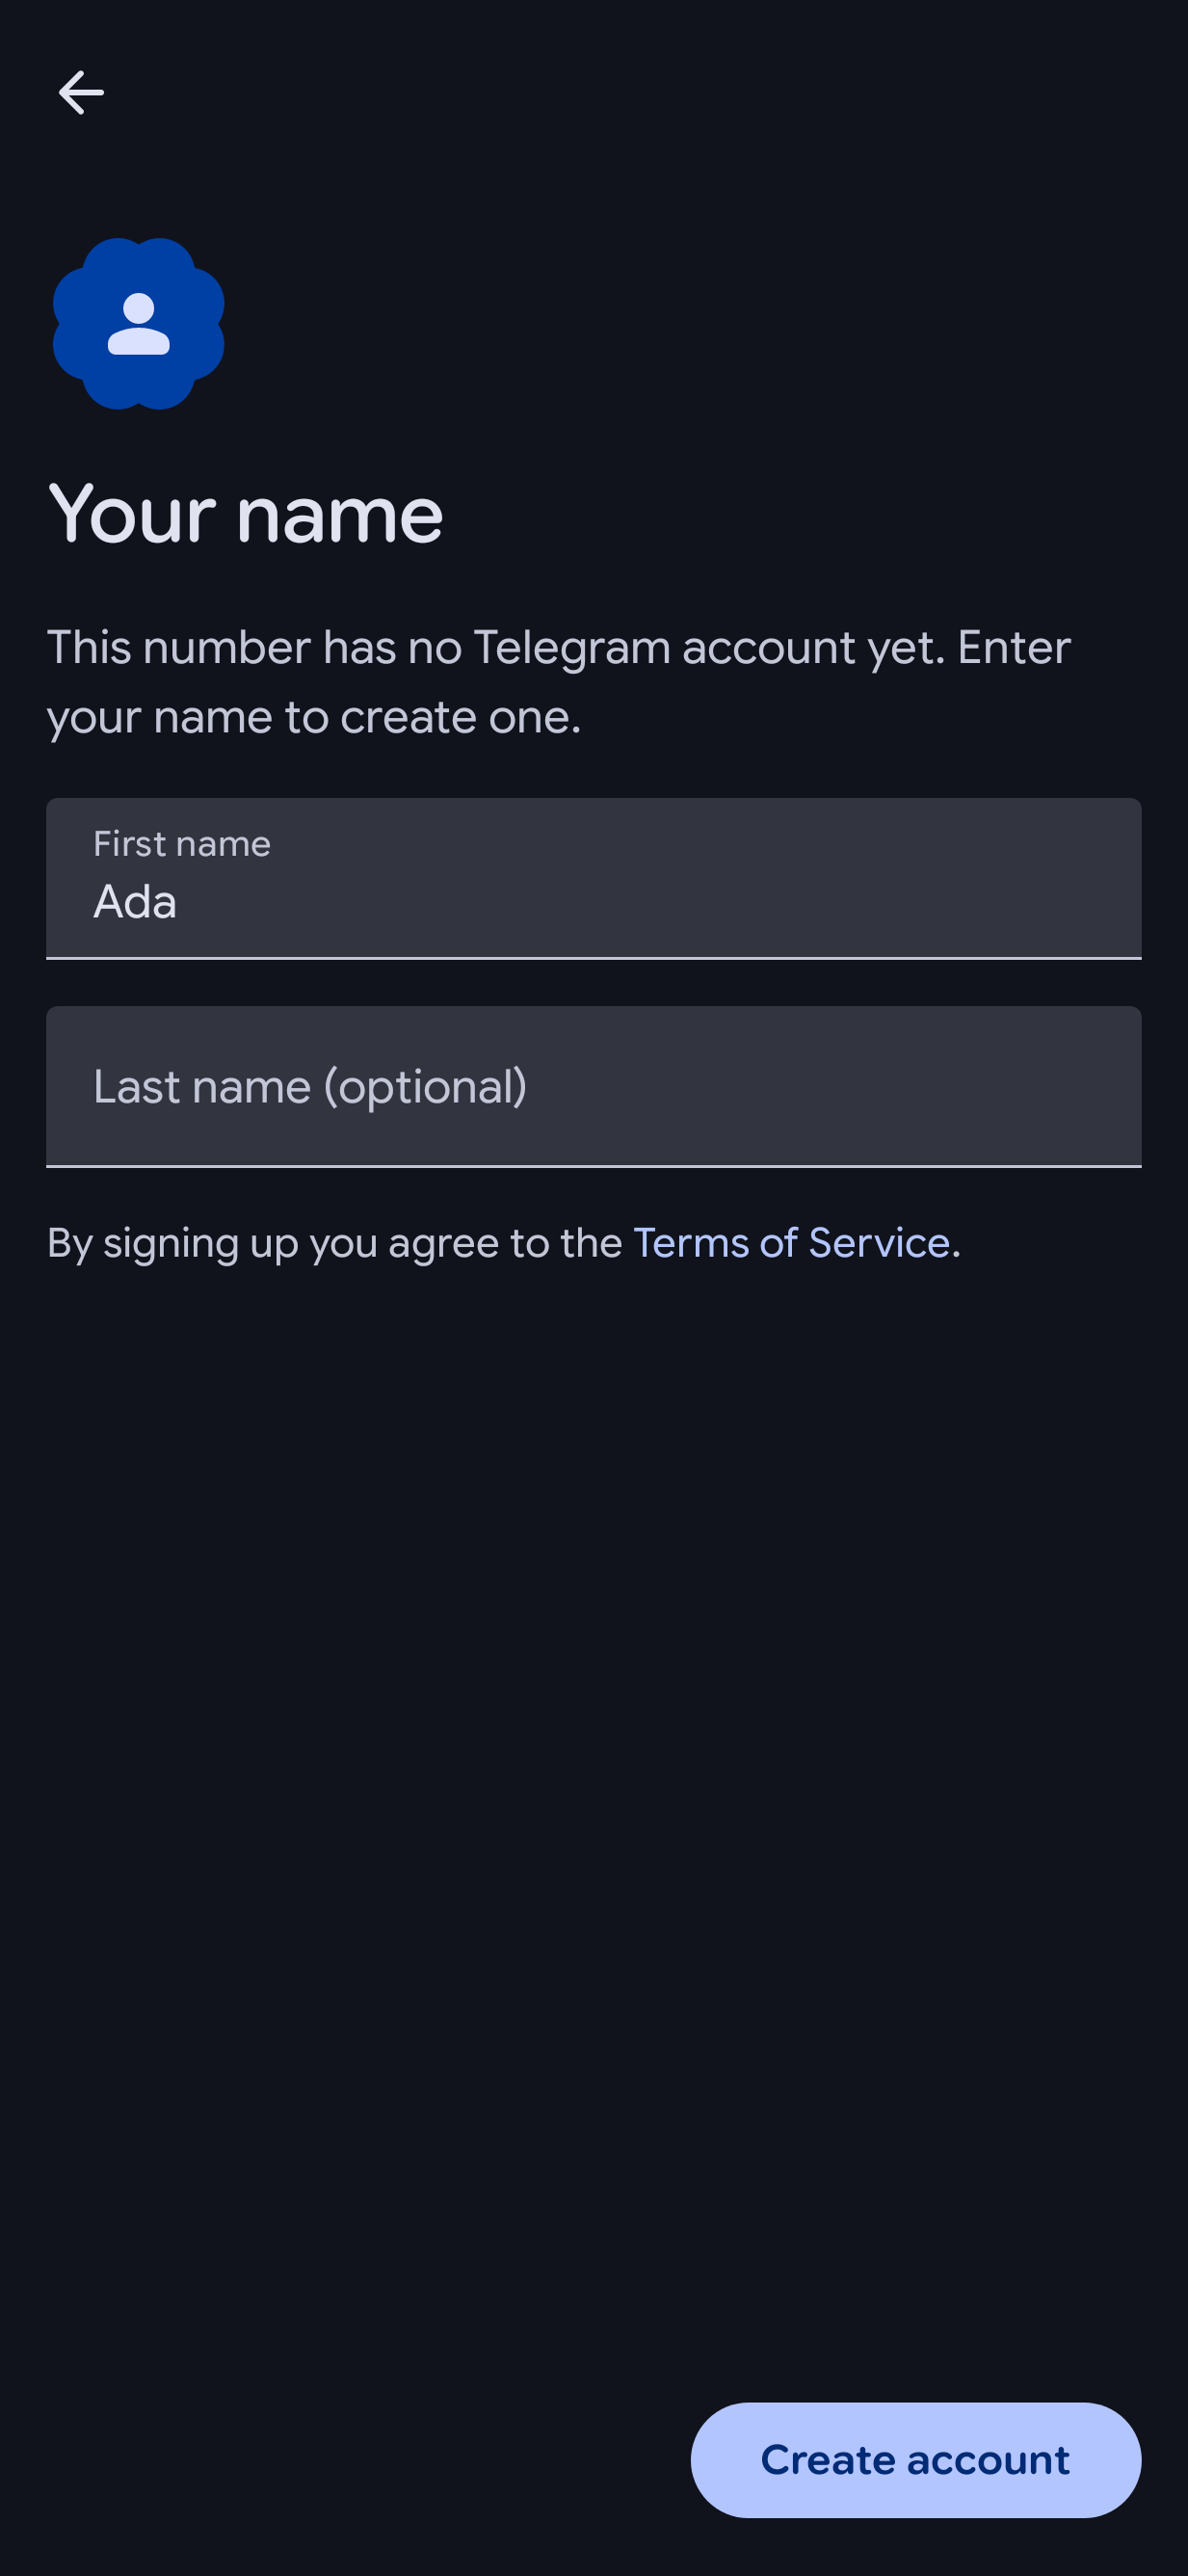 Your name
This number has no Telegram account yet. Enter
your name to create one.
First name
Ada
Last name (optional)
By signing up you agree to the Terms of Service.
Create account